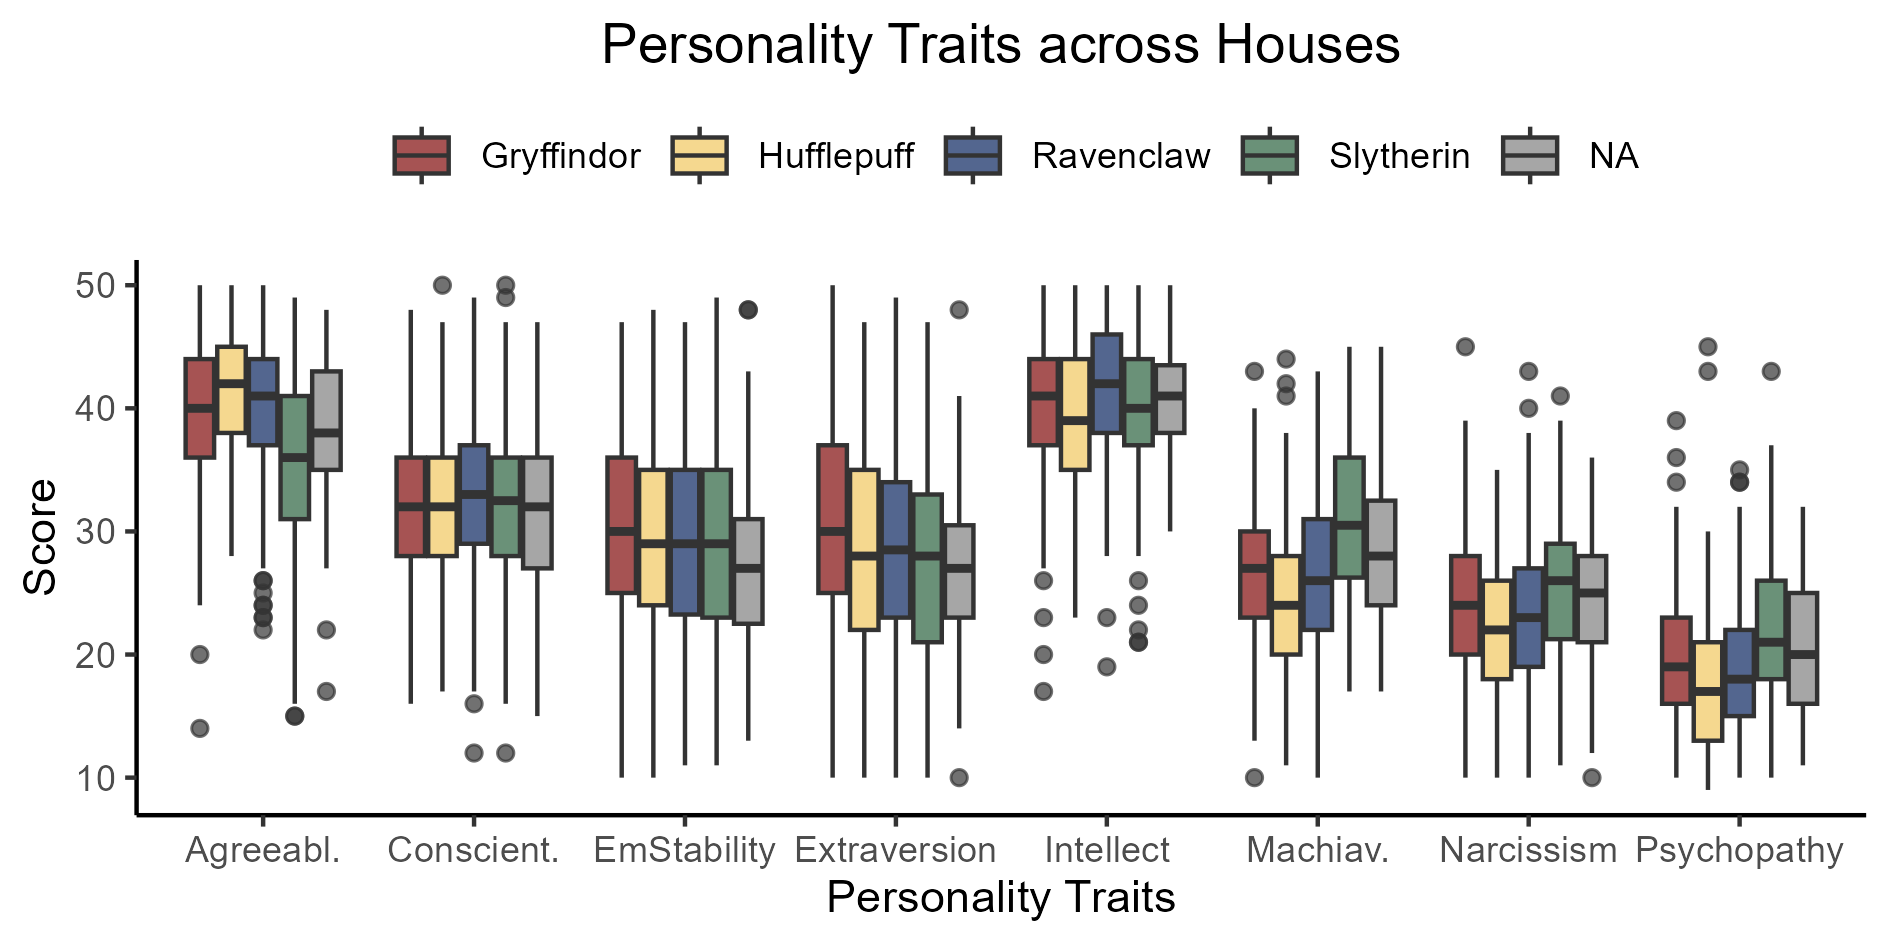 Personality Traits across Houses
Gryffindor Hufflepuff Ravenclaw Slytherin NA
Score
50
40
30
20
10
Agreeabl. Conscient. EmStability Extraversion Intellect Machiav. Narcissism Psychopathy
Personality Traits